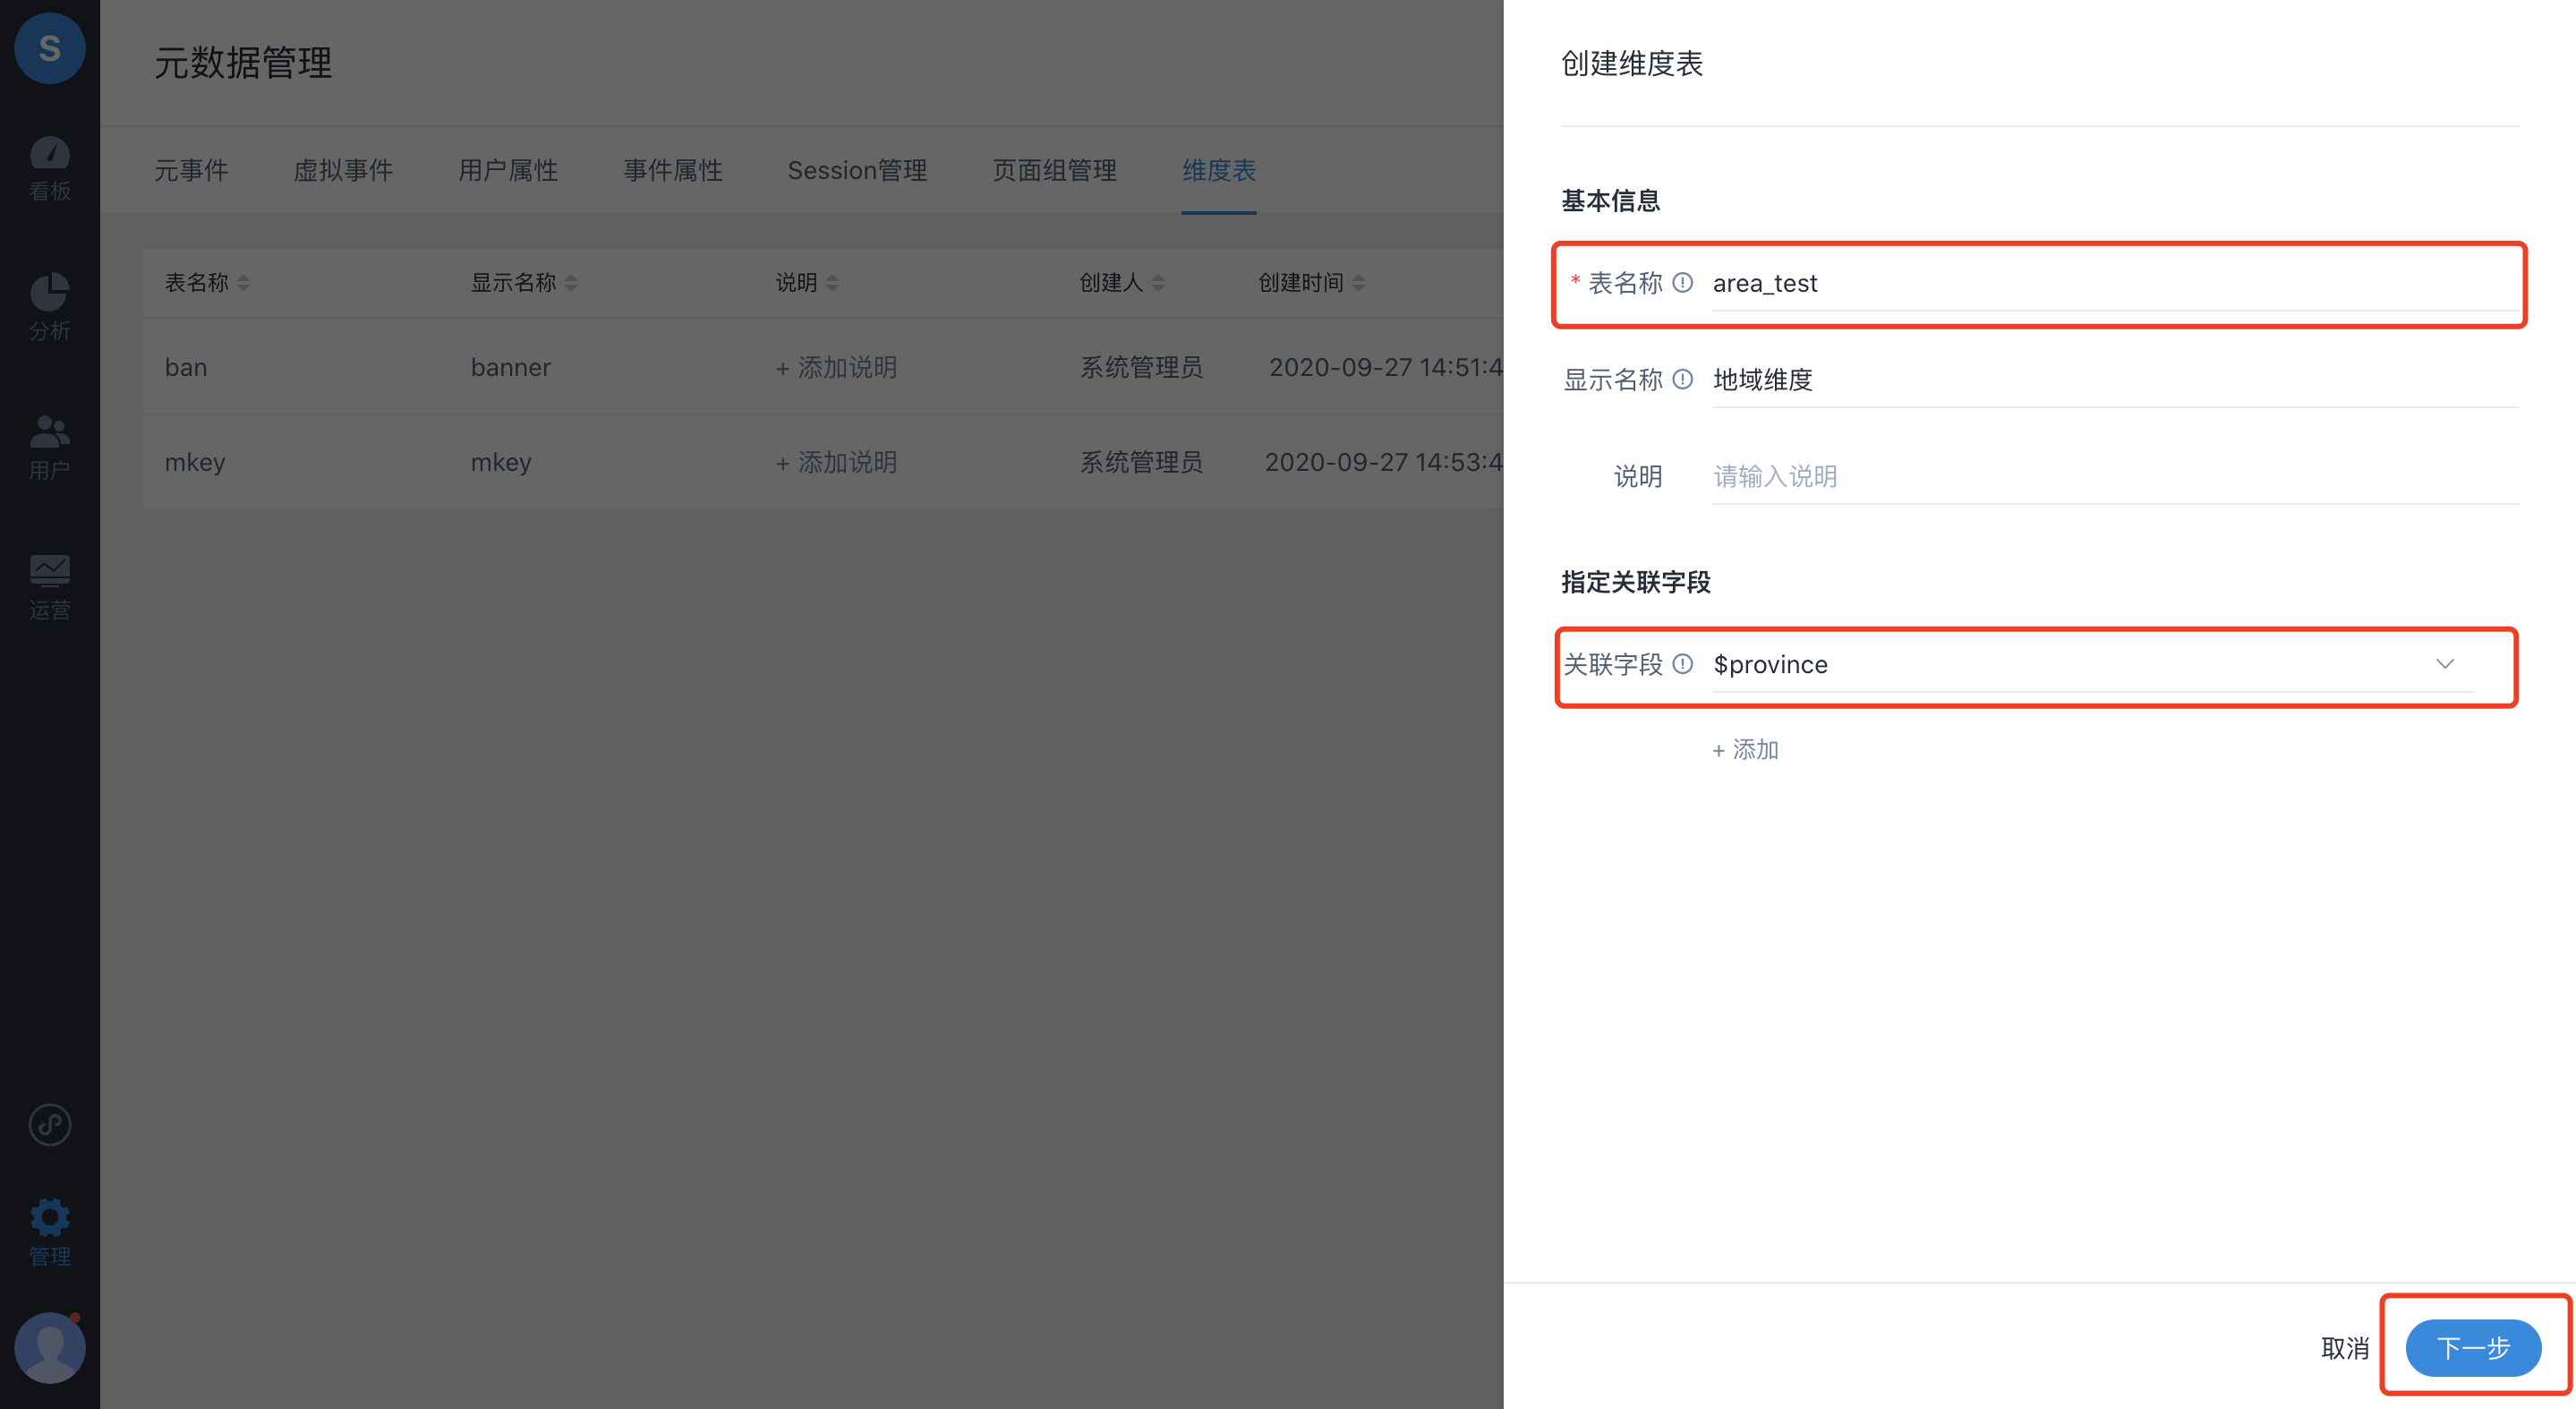 S
看板
分析
用户
运营
管理
元数据管理
元事件 虚拟事件 用户属性 事件属性 Session管理 页面组管理 维度表
表名称 显示名称 说明 创建人 创建时间
ban banner + 添加说明 系统管理员 2020-09-27 14:51:4
mkey mkey + 添加说明 系统管理员 2020-09-27 14:53:4
创建维度表
基本信息
* 表名称 area_test
显示名称 地域维度
说明 请输入说明
指定关联字段
关联字段 $province
+ 添加
取消 下一步